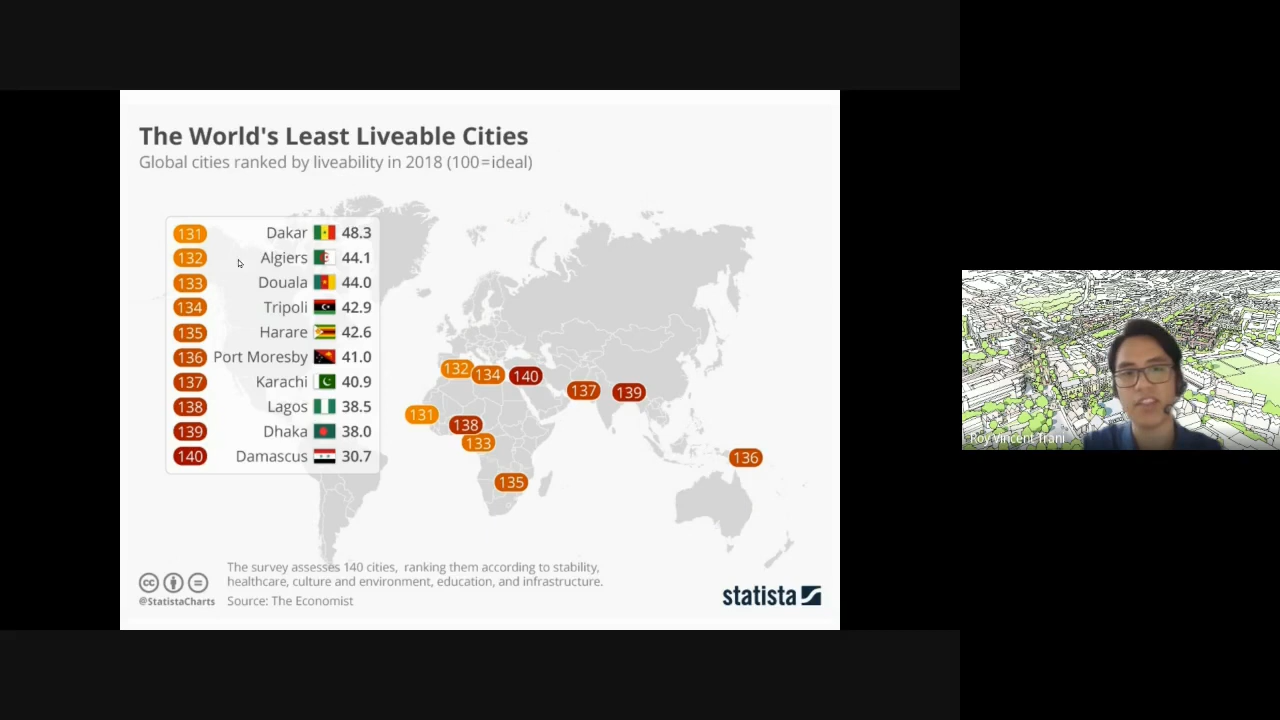 The World's Least Liveable Cities
Global cities ranked by liveability in 2018 (100=ideal)
131 Dakar 48.3
132 Algiers 44.1
133 Douala 44.0
134 Tripoli 42.9
135 Harare 42.6
136 Port Moresby 41.0
137 Karachi 40.9
138 Lagos 38.5
139 Dhaka 38.0
140 Damascus 30.7
132 134 140 137 139
131 138 133
136
135
The survey assesses 140 cities, ranking them according to stability,
healthcare, culture and environment, education, and infrastructure.
@StatistaCharts Source: The Economist
cc
statista
Roy Vincent Trani